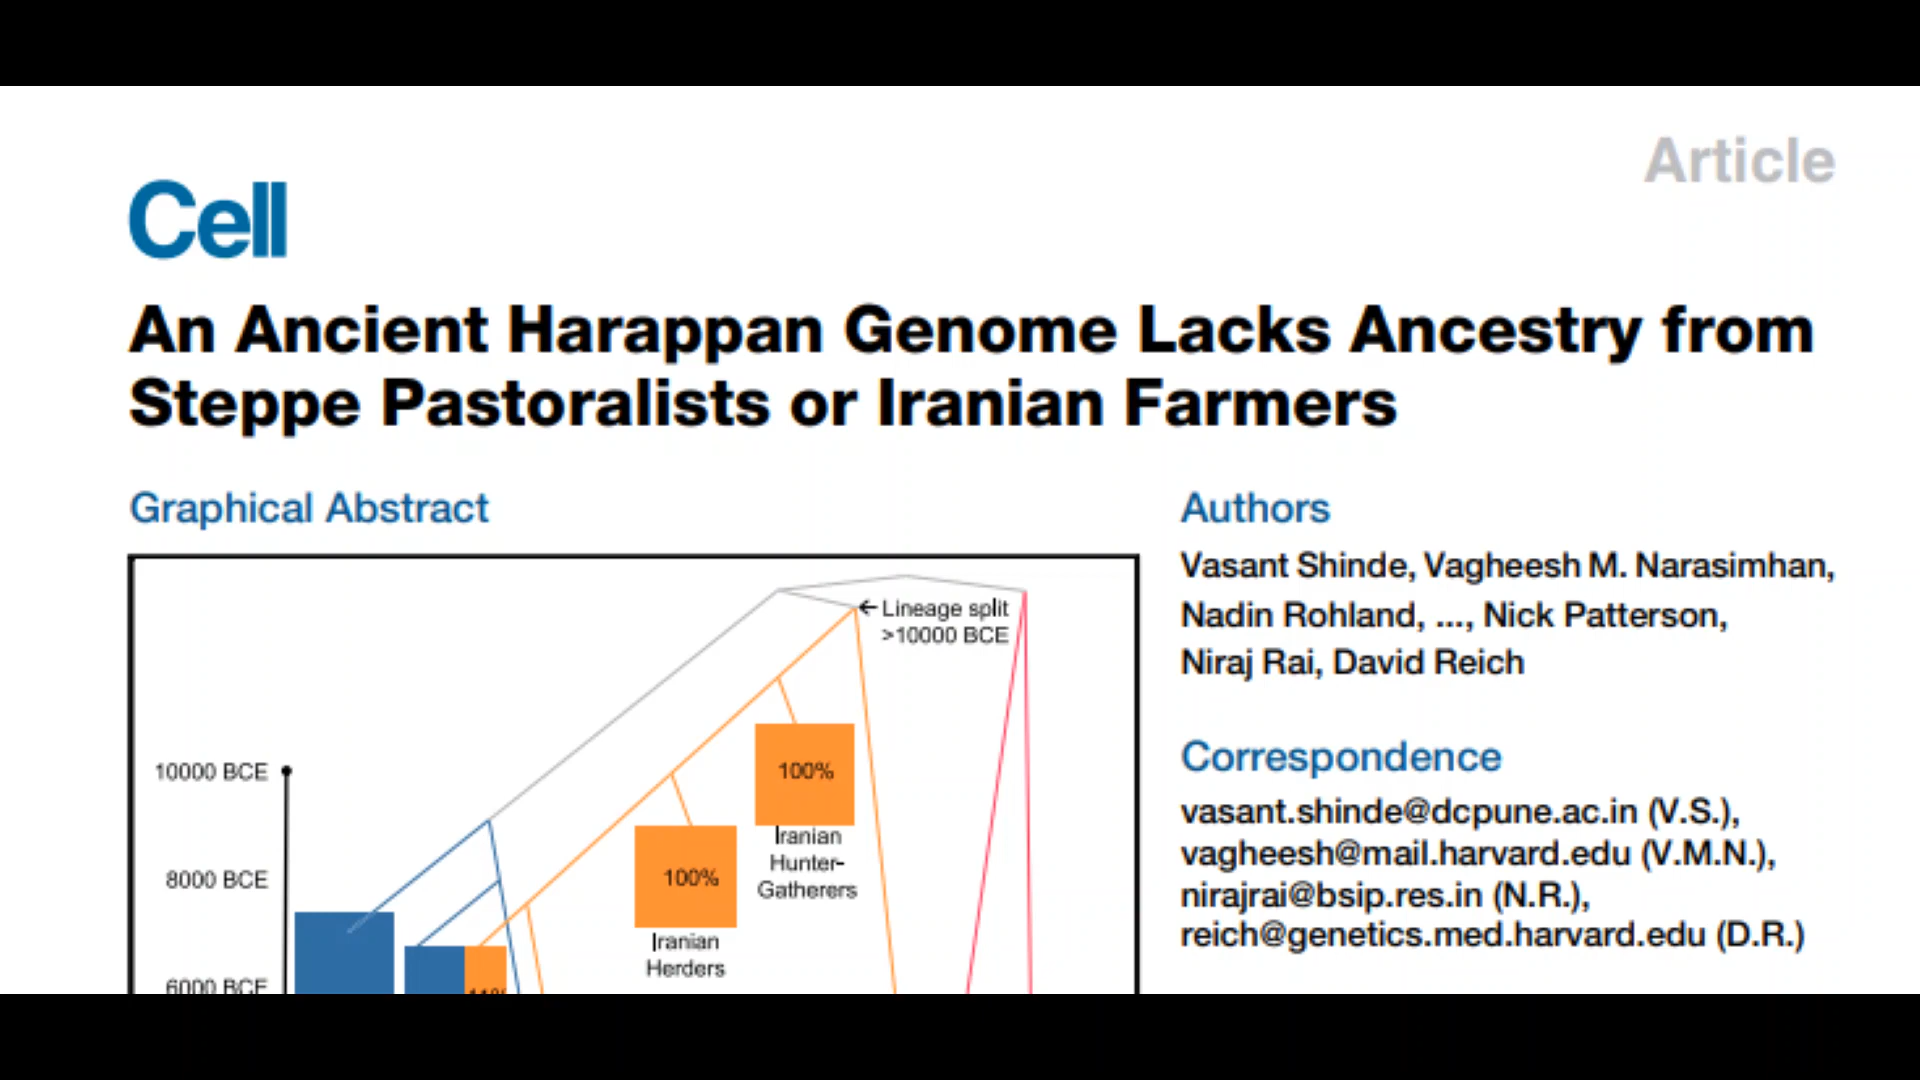 Article
Cell
An Ancient Harappan Genome Lacks Ancestry from
Steppe Pastoralists or Iranian Farmers
Graphical Abstract
Lineage split
>10000 BCE
100%
Iranian
Hunter-
Gatherers
100%
Iranian
Herders
10000 BCE
8000 BCE
6000 BCE
Authors
Vasant Shinde, Vagheesh M. Narasimhan,
Nadin Rohland, ..., Nick Patterson,
Niraj Rai, David Reich
Correspondence
vasant.shinde@dcpune.ac.in (V.S.),
vagheesh@mail.harvard.edu (V.M.N.),
nirajrai@bsip.res.in (N.R.),
reich@genetics.med.harvard.edu (D.R.)